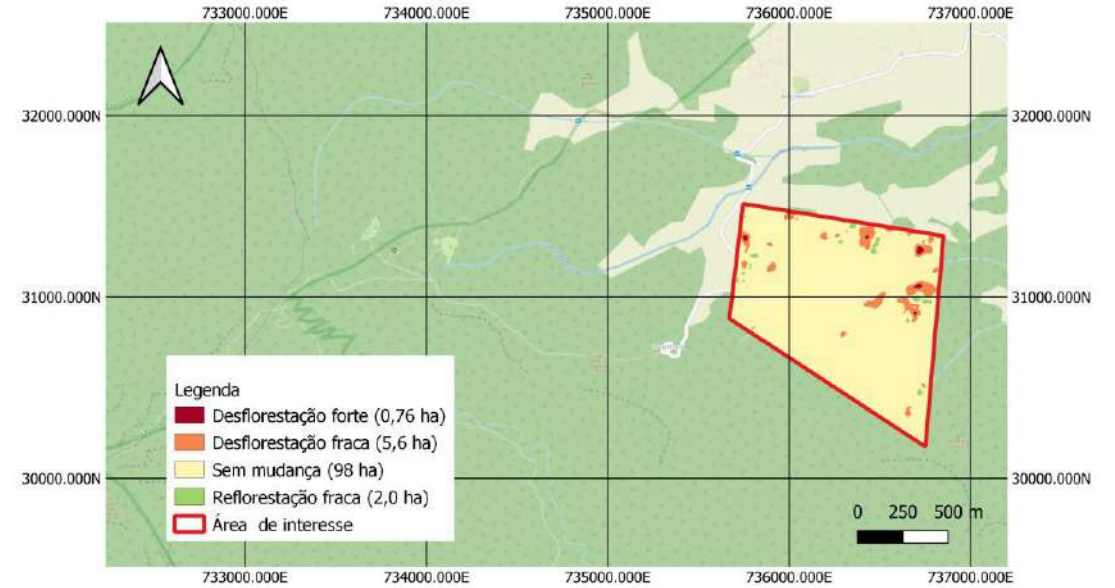 733000.000E 734000.000E 735000.000E 736000.000E 737000.000E
32000.000N 32000.000N
31000.000N 31000.000N
Legenda
Desflorestação forte (0,76 ha)
Desflorestação fraca (5,6 ha)
Sem mudança (98 ha)
30000.000N 30000.000N
Reflorestação fraca (2,0 ha)
0 250 500 m
Área de interesse
733000.000E 734000.000E 735000.000E 736000.000E 737000.000E